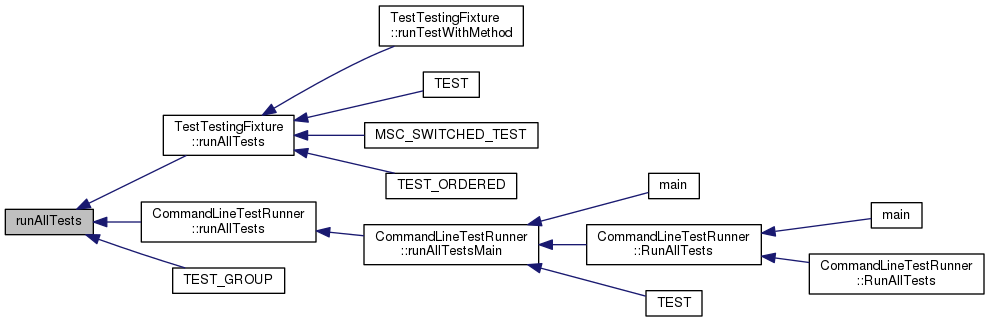 TestTestingFixture
::runTestWithMethod
TEST
TestTestingFixture
::runAllTests
MSC_SWITCHED_TEST
TEST_ORDERED
main
runAllTests
CommandLineTestRunner
::runAllTests
main
CommandLineTestRunner
::runAllTestsMain
CommandLineTestRunner
::RunAllTests
CommandLineTestRunner
::RunAllTests
TEST_GROUP
TEST